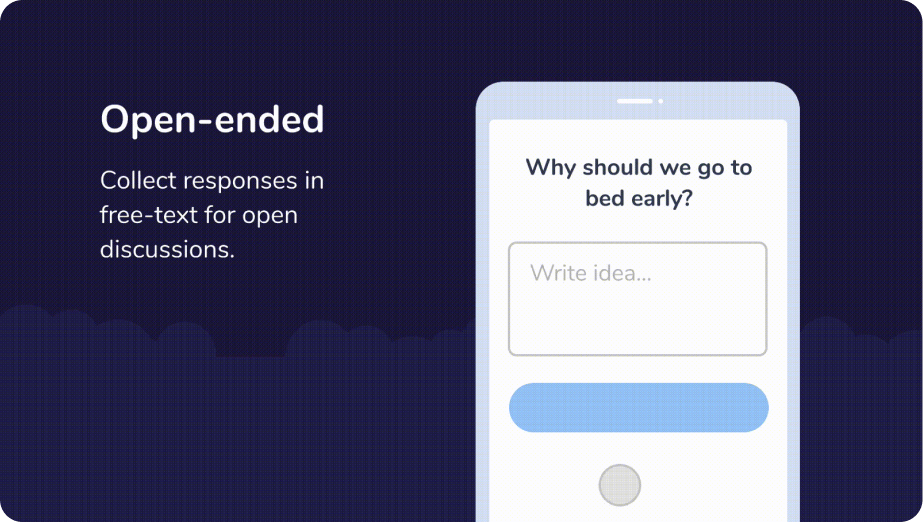 Open-ended
Collect responses in
free-text for open
discussions.
Why should we go to
bed early?
Write idea...